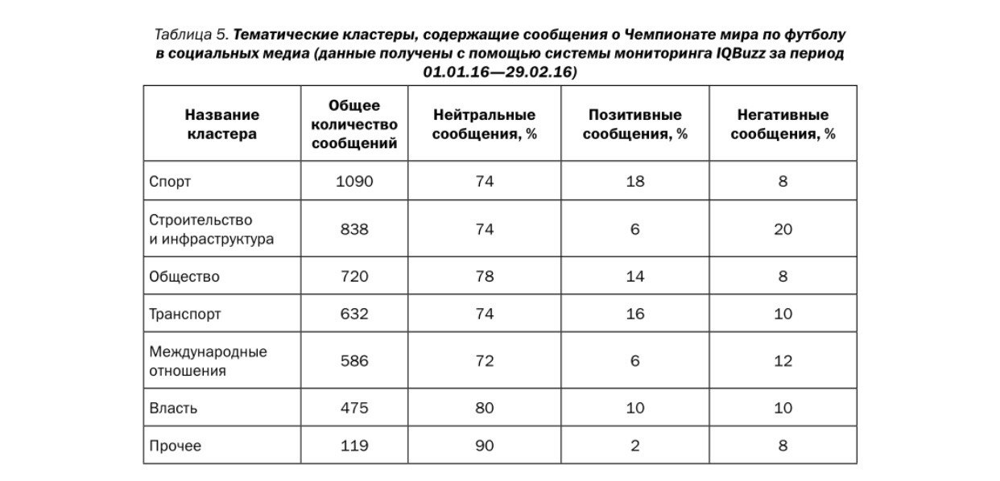 Таблица 5. Тематические кластеры, содержащие сообщения о Чемпионате мира по футболу
в социальных медиа (данные получены с помощью системы мониторинга IQBuzz за период
01.01.16—29.02.16)
Название кластера | Общее количество сообщений | Нейтральные сообщения, % | Позитивные сообщения, % | Негативные сообщения, %
Спорт | 1090 | 74 | 18 | 8
Строительство и инфраструктура | 838 | 74 | 6 | 20
Общество | 720 | 78 | 14 | 8
Транспорт | 632 | 74 | 16 | 10
Международные отношения | 586 | 72 | 6 | 12
Власть | 475 | 80 | 10 | 10
Прочее | 119 | 90 | 2 | 8